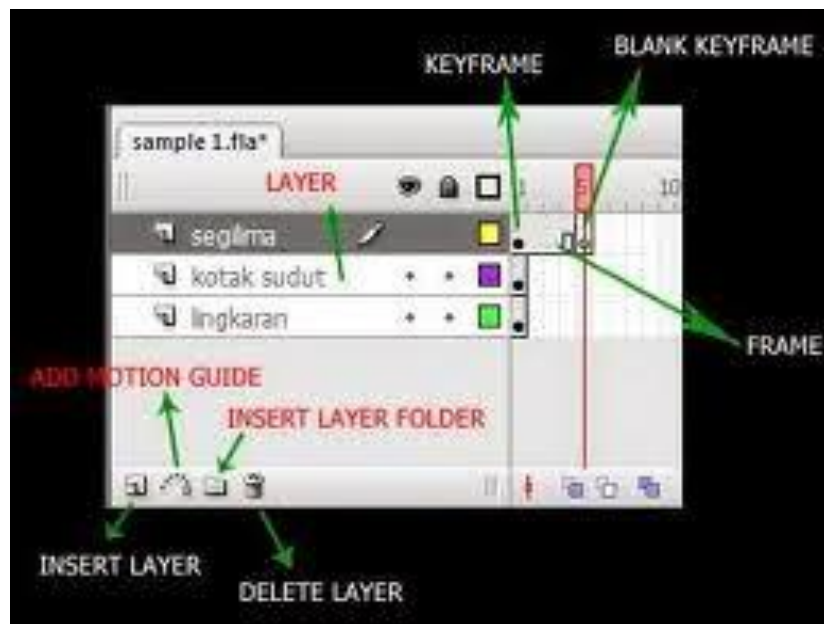 BLANK KEYFRAME
KEYFRAME
sample 1.fla*
LAYER
1 5 10
segilima
kotak sudut
lingkaran
FRAME
ADD MOTION GUIDE
INSERT LAYER FOLDER
INSERT LAYER
DELETE LAYER